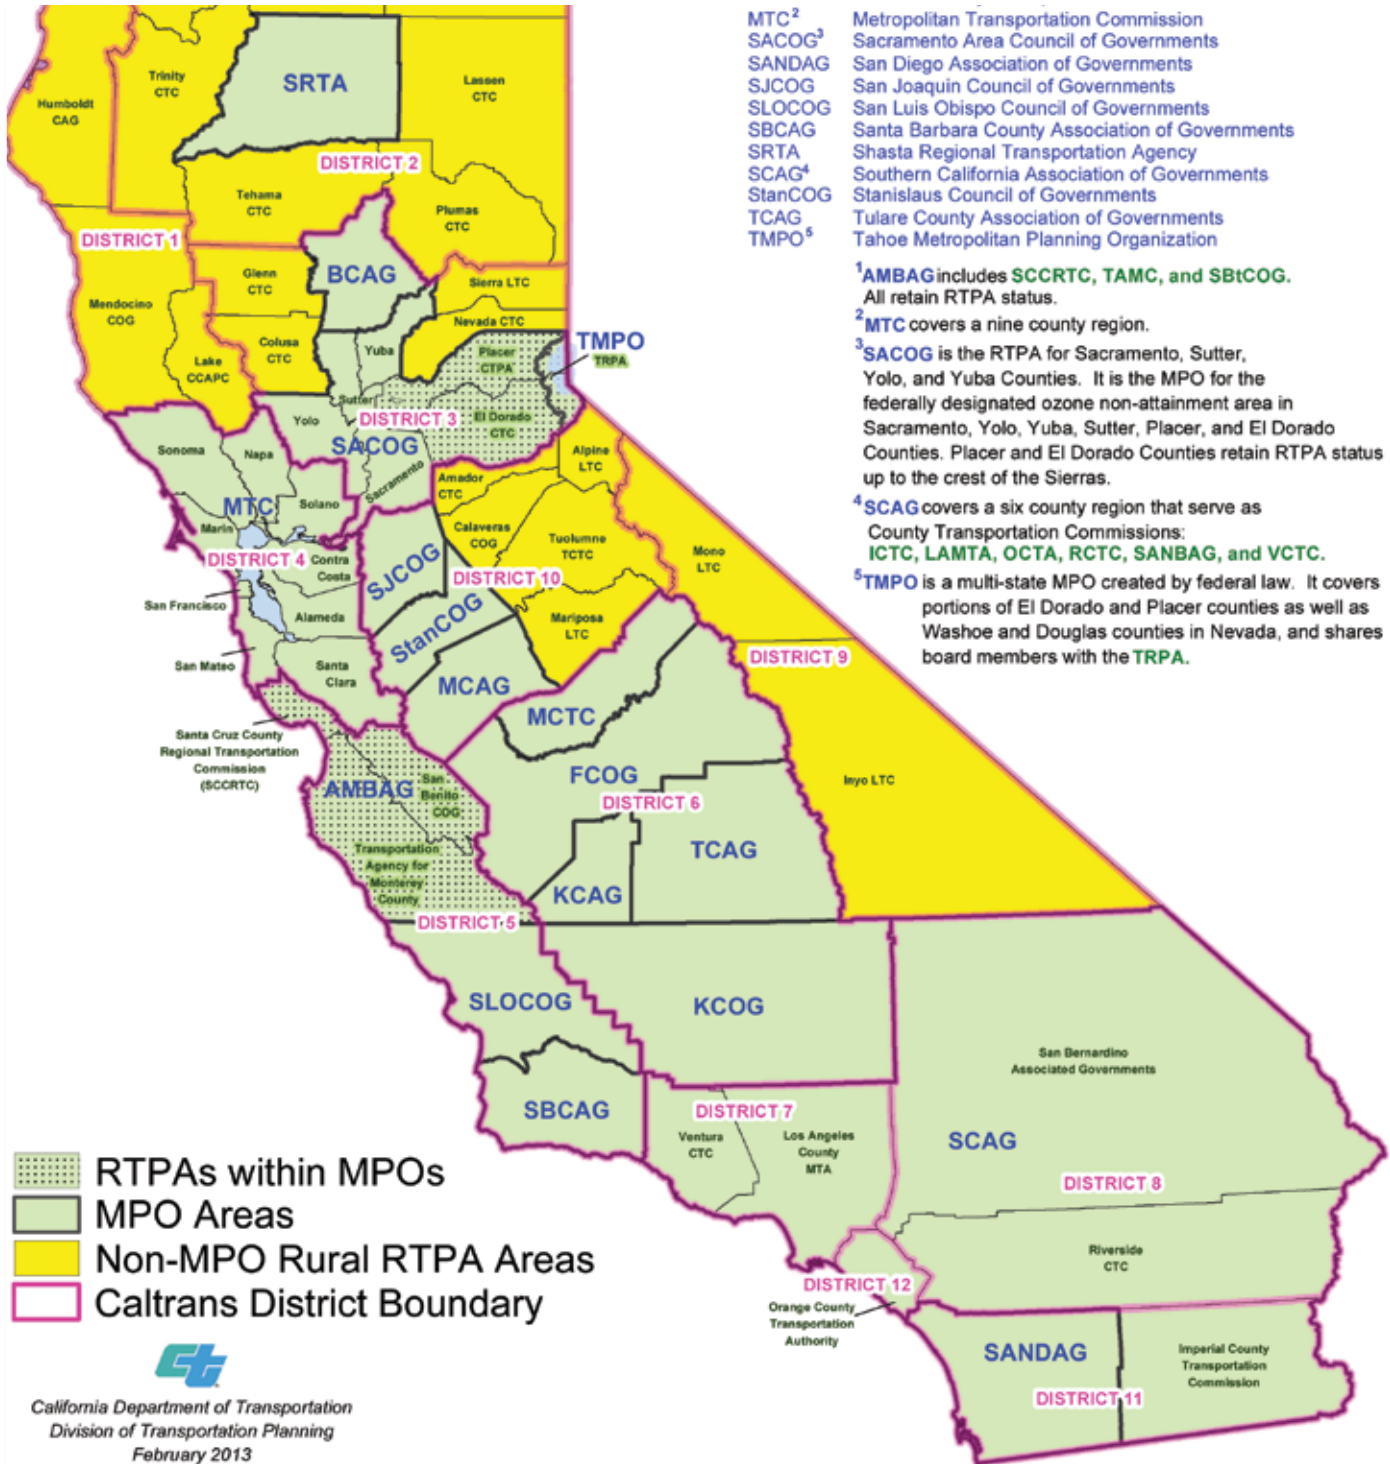 MTC² Metropolitan Transportation Commission
SACOG³ Sacramento Area Council of Governments
SANDAG San Diego Association of Governments
SJCOG San Joaquin Council of Governments
SLOCOG San Luis Obispo Council of Governments
SBCAG Santa Barbara County Association of Governments
SRTA Shasta Regional Transportation Agency
SCAG⁴ Southern California Association of Governments
StanCOG Stanislaus Council of Governments
TCAG Tulare County Association of Governments
TMPO⁵ Tahoe Metropolitan Planning Organization
¹AMBAG includes SCCRTC, TAMC, and SBtCOG.
All retain RTPA status.
²MTC covers a nine county region.
³SACOG is the RTPA for Sacramento, Sutter,
Yolo, and Yuba Counties. It is the MPO for the
federally designated ozone non-attainment area in
Sacramento, Yolo, Yuba, Sutter, Placer, and El Dorado
Counties. Placer and El Dorado Counties retain RTPA status
up to the crest of the Sierras.
⁴SCAG covers a six county region that serve as
County Transportation Commissions:
ICTC, LAMTA, OCTA, RCTC, SANBAG, and VCTC.
⁵TMPO is a multi-state MPO created by federal law. It covers
portions of El Dorado and Placer counties as well as
Washoe and Douglas counties in Nevada, and shares
board members with the TRPA.
Humboldt
CAG
Trinity
CTC
SRTA
Lassen
CTC
DISTRICT 2
Tehama
CTC
Plumas
CTC
DISTRICT 1
Mendocino
COG
Glenn
CTC
BCAG
Sierra LTC
Nevada CTC
Lake
CCAPC
Colusa
CTC
Yuba
Placer
CTPA
TMPO
TRPA
Sutter
DISTRICT 3
El Dorado
CTC
Yolo
SACOG
Sacramento
Sonoma
Napa
Solano
MTC
Marin
DISTRICT 4
Contra
Costa
San Francisco
Alameda
San Mateo
Santa
Clara
Amador
CTC
Alpine
LTC
Calaveras
COG
Tuolumne
TCTC
Mono
LTC
SJCOG
DISTRICT 10
StanCOG
Mariposa
LTC
MCAG
DISTRICT 9
MCTC
Santa Cruz County
Regional Transportation
Commission
(SCCRTC)
FCOG
DISTRICT 6
Inyo LTC
AMBAG
San
Benito
COG
Transportation
Agency for
Monterey
County
TCAG
KCAG
DISTRICT 5
SLOCOG
KCOG
San Bernardino
Associated Governments
SBCAG
DISTRICT 7
Ventura
CTC
Los Angeles
County
MTA
SCAG
DISTRICT 8
Riverside
CTC
DISTRICT 12
Orange County
Transportation
Authority
SANDAG
Imperial County
Transportation
Commission
DISTRICT 11
RTPAs within MPOs
MPO Areas
Non-MPO Rural RTPA Areas
Caltrans District Boundary
Ct
California Department of Transportation
Division of Transportation Planning
February 2013